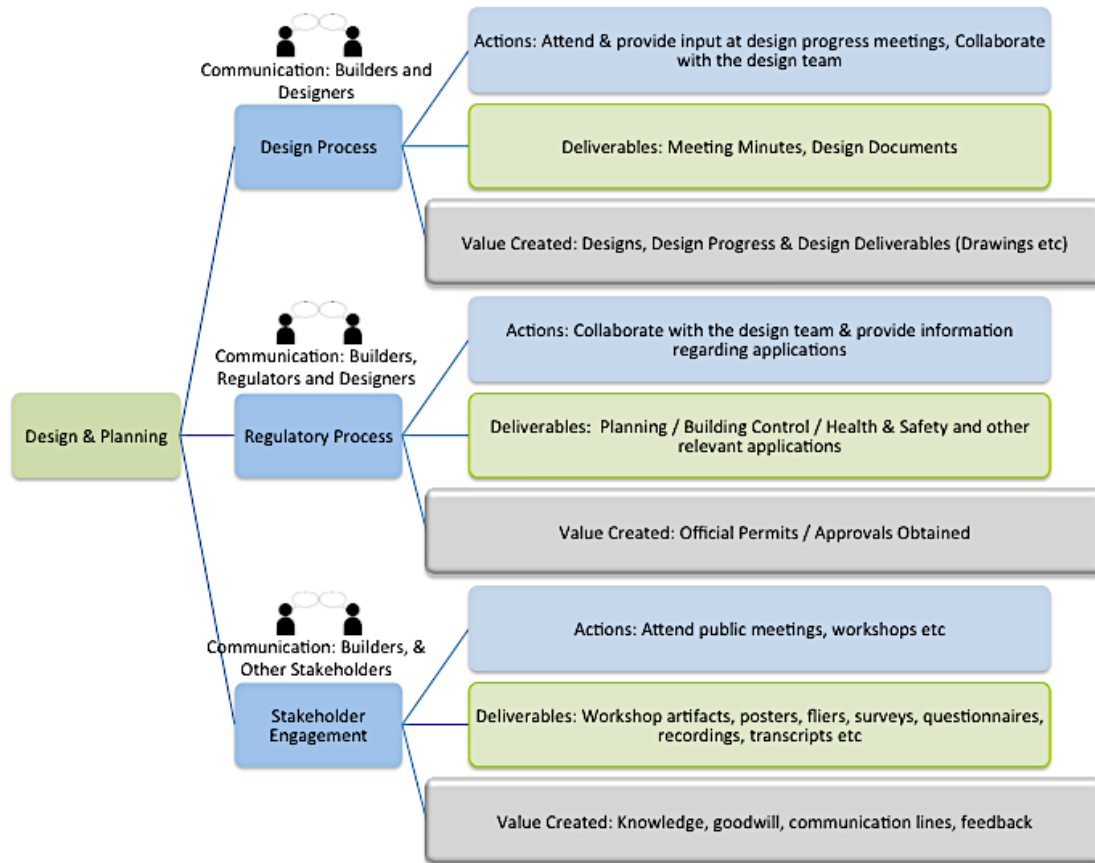 Communication: Builders and
Designers
Design Process
Actions: Attend & provide input at design progress meetings, Collaborate
with the design team
Deliverables: Meeting Minutes, Design Documents
Value Created: Designs, Design Progress & Design Deliverables (Drawings etc)
Design & Planning
Communication: Builders,
Regulators and Designers
Regulatory Process
Actions: Collaborate with the design team & provide information
regarding applications
Deliverables: Planning / Building Control / Health & Safety and other
relevant applications
Value Created: Official Permits / Approvals Obtained
Communication: Builders, &
Other Stakeholders
Stakeholder
Engagement
Actions: Attend public meetings, workshops etc
Deliverables: Workshop artifacts, posters, fliers, surveys, questionnaires,
recordings, transcripts etc
Value Created: Knowledge, goodwill, communication lines, feedback